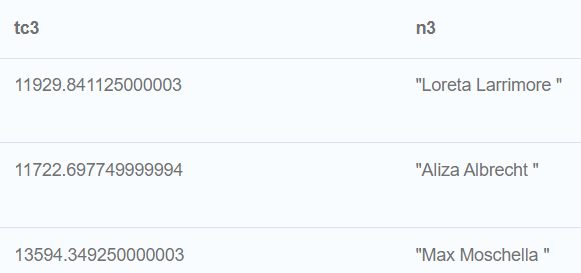 tc3 n3
11929.841125000003 "Loreta Larrimore "
11722.697749999994 "Aliza Albrecht "
13594.349250000003 "Max Moschella "